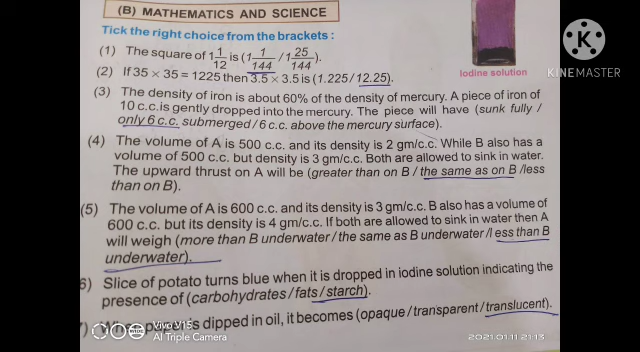 (B) MATHEMATICS AND SCIENCE
Tick the right choice from the brackets :
(1) The square of 1 1/12 is (1 1/144 / 1 25/144).
(2) If 35 × 35 = 1225 then 3.5 × 3.5 is (1.225 / 12.25).
Iodine solution
KINEMASTER
(3) The density of iron is about 60% of the density of mercury. A piece of iron of
10 c.c. is gently dropped into the mercury. The piece will have (sunk fully /
only 6 c.c. submerged / 6 c.c. above the mercury surface).
(4) The volume of A is 500 c.c. and its density is 2 gm/c.c. While B also has a
volume of 500 c.c. but density is 3 gm/c.c. Both are allowed to sink in water.
The upward thrust on A will be (greater than on B / the same as on B /less
than on B).
(5) The volume of A is 600 c.c. and its density is 3 gm/c.c. B also has a volume of
600 c.c. but its density is 4 gm/c.c. If both are allowed to sink in water then A
will weigh (more than B underwater / the same as B underwater / less than B
underwater).
6) Slice of potato turns blue when it is dropped in iodine solution indicating the
presence of (carbohydrates / fats / starch).
is dipped in oil, it becomes (opaque / transparent / translucent).
Vivo V15
AI Triple Camera
2021.01.11 21:13